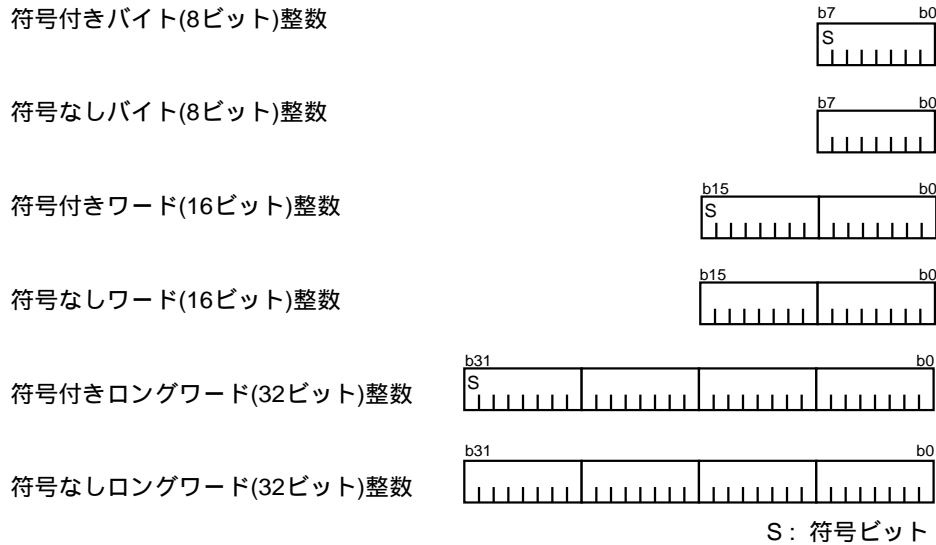 符号付きバイト(8ビット)整数
b7 b0
S
符号なしバイト(8ビット)整数
b7 b0
符号付きワード(16ビット)整数
b15 b0
S
符号なしワード(16ビット)整数
b15 b0
符号付きロングワード(32ビット)整数
b31 b0
S
符号なしロングワード(32ビット)整数
b31 b0
S : 符号ビット